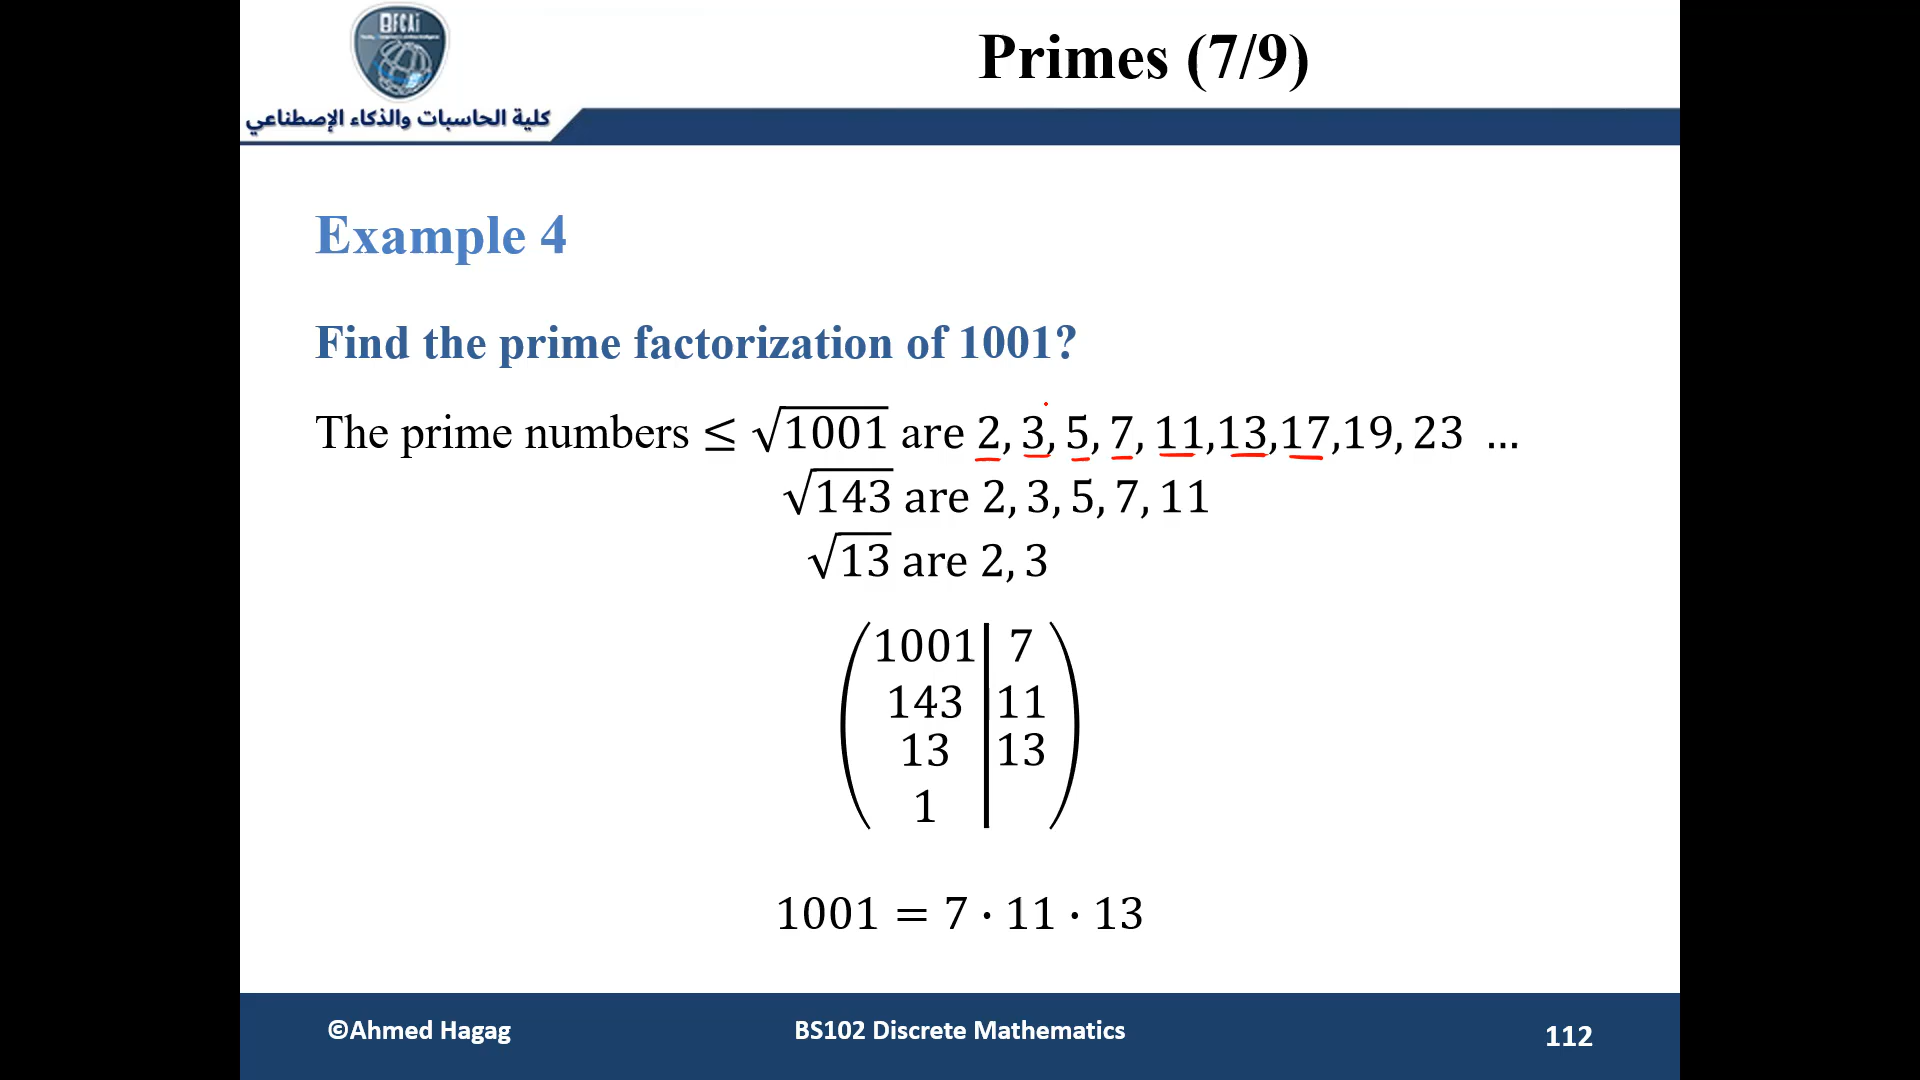 FCAi
Primes (7/9)
كلية الحاسبات والذكاء الإصطناعي
Example 4
Find the prime factorization of 1001?
The prime numbers ≤ √1001 are 2, 3, 5, 7, 11,13,17,19, 23 …
√143 are 2, 3, 5, 7, 11
√13 are 2, 3
1001 | 7
143 | 11
13 | 13
1 |
1001 = 7 · 11 · 13
©Ahmed Hagag
BS102 Discrete Mathematics
112